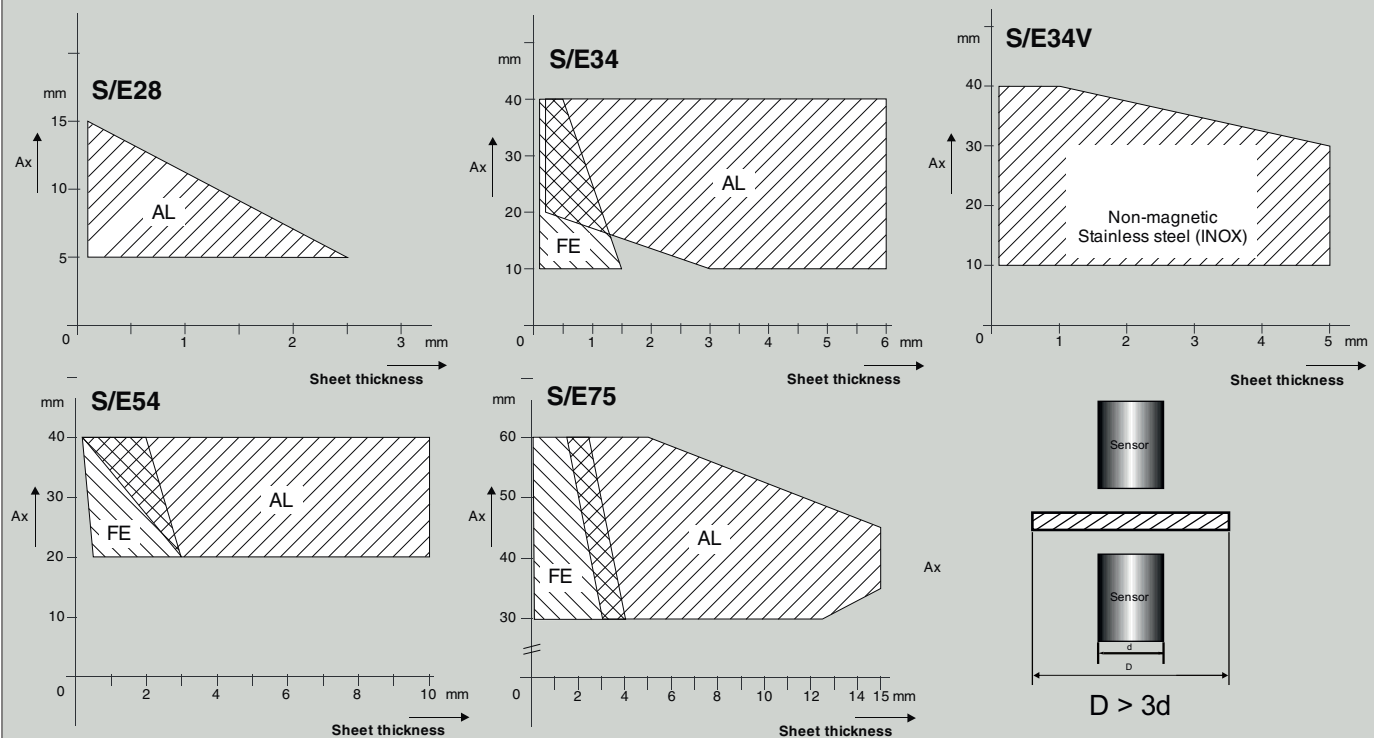 S/E28
mm
15
Ax
10
AL
5
0
1
2
3
mm
Sheet thickness
S/E34
mm
40
30
Ax
AL
20
FE
10
0
1
2
3
4
5
6
mm
Sheet thickness
S/E34V
mm
40
30
Ax
20
Non-magnetic
Stainless steel (INOX)
10
0
1
2
3
4
5
mm
Sheet thickness
S/E54
mm
40
30
AL
Ax
FE
20
10
0
2
4
6
8
10
mm
Sheet thickness
S/E75
mm
60
50
Ax
AL
40
FE
30
0
2
4
6
8
10
12
14
15 mm
Sheet thickness
Sensor
Ax
Sensor
d
D
D > 3d